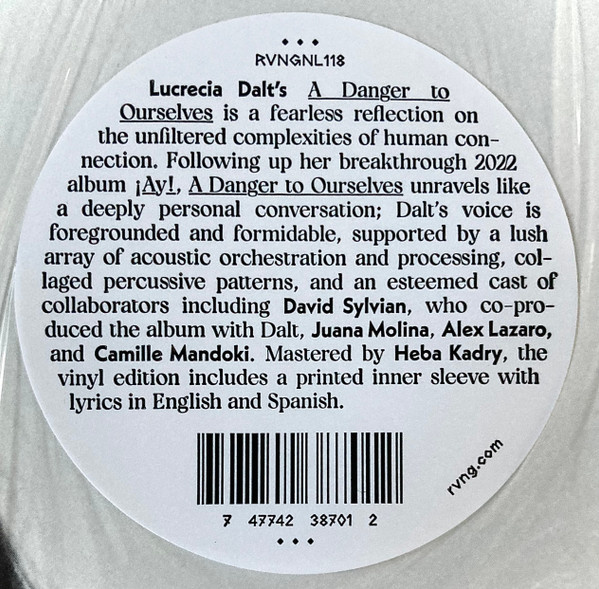 RVNGNL118
Lucrecia Dalt's A Danger to
Ourselves is a fearless reflection on
the unfiltered complexities of human con-
nection. Following up her breakthrough 2022
album ¡Ay!, A Danger to Ourselves unravels like
a deeply personal conversation; Dalt's voice is
foregrounded and formidable, supported by a lush
array of acoustic orchestration and processing, col-
laged percussive patterns, and an esteemed cast of
collaborators including David Sylvian, who co-pro-
duced the album with Dalt, Juana Molina, Alex Lazaro,
and Camille Mandoki. Mastered by Heba Kadry, the
vinyl edition includes a printed inner sleeve with
lyrics in English and Spanish.
rvng.com
7 47742 38701 2